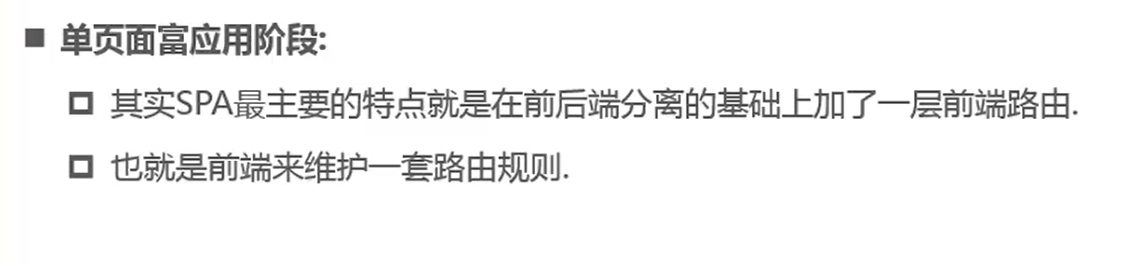 单页面富应用阶段:
其实SPA最主要的特点就是在前后端分离的基础上加了一层前端路由.
也就是前端来维护一套路由规则.